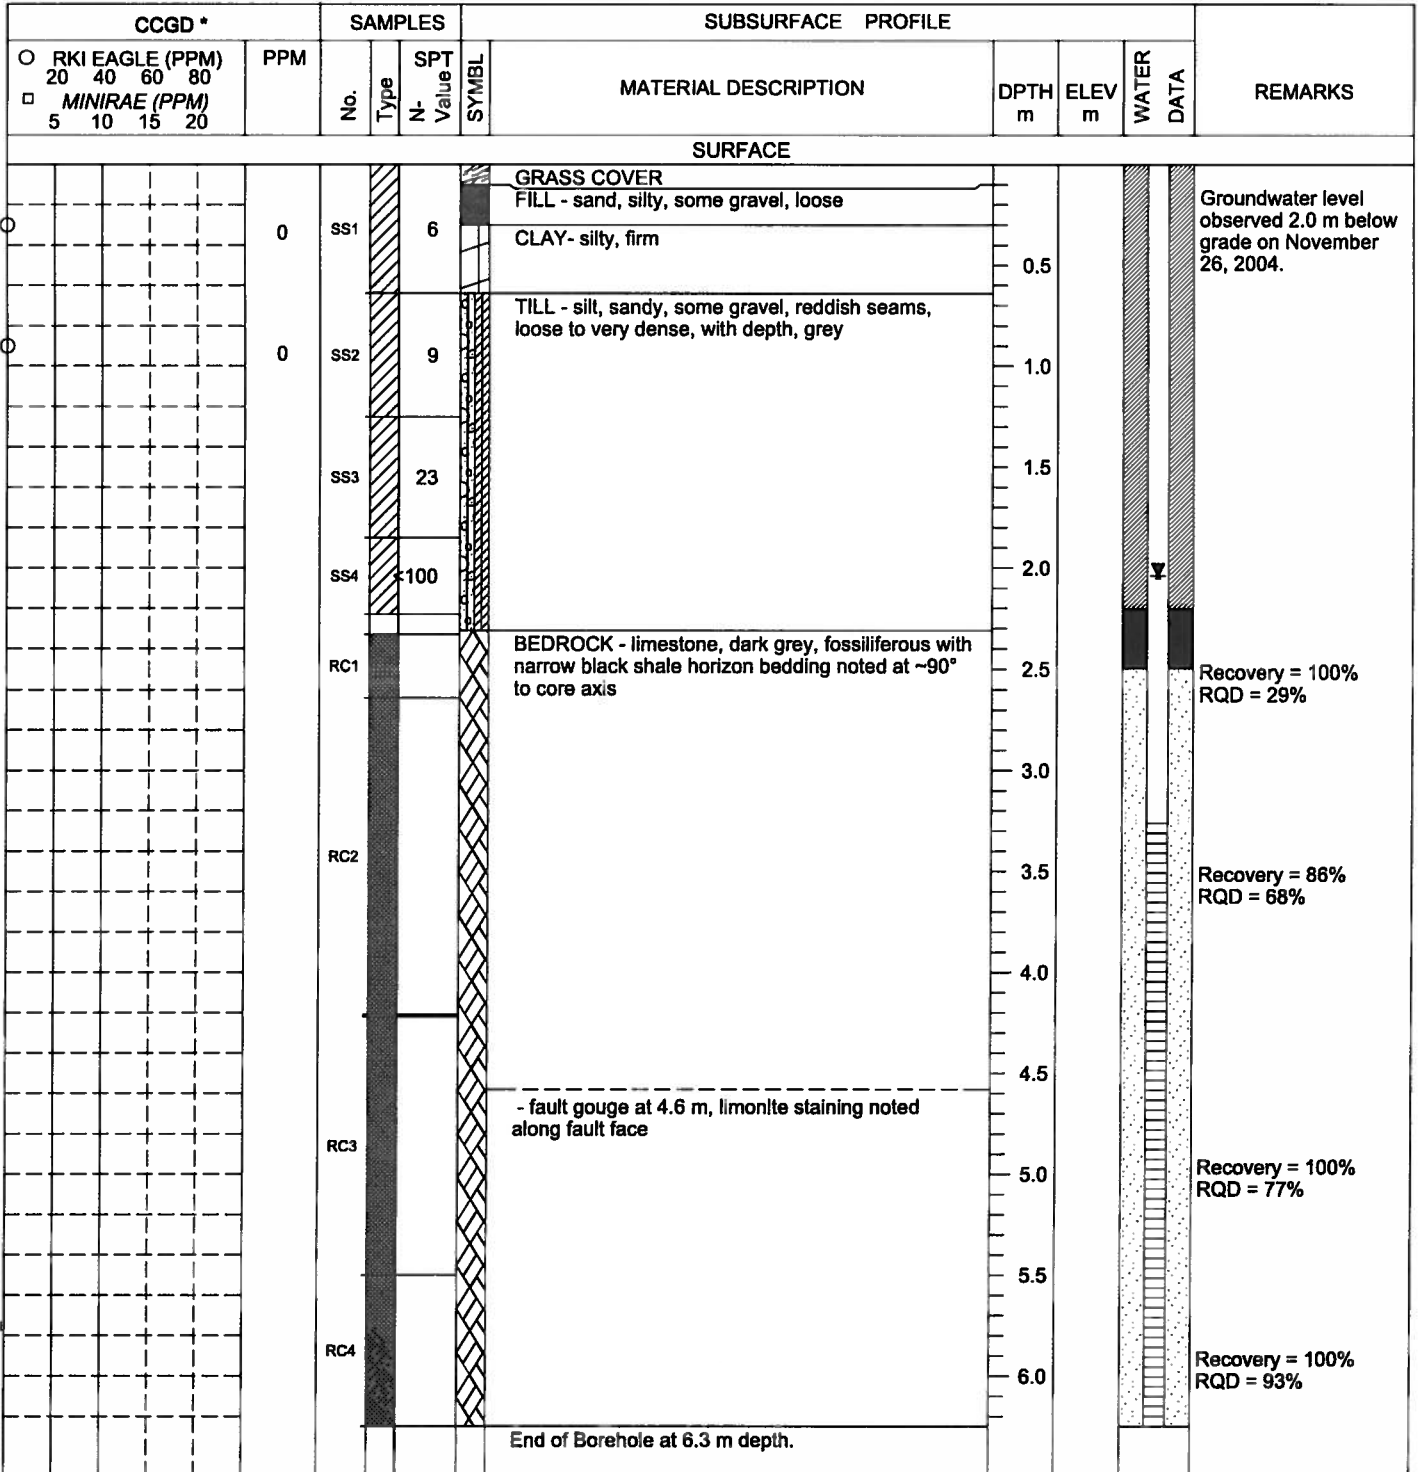 CCGD *
SAMPLES
SUBSURFACE PROFILE
RKI EAGLE (PPM)
20 40 60 80
MINIRAE (PPM)
5 10 15 20
PPM
No.
Type
SPT
N-
Value
SYMBL
MATERIAL DESCRIPTION
DPTH
m
ELEV
m
WATER
DATA
REMARKS
SURFACE
GRASS COVER
FILL - sand, silty, some gravel, loose
Groundwater level
observed 2.0 m below
grade on November
26, 2004.
0
SS1
6
CLAY- silty, firm
0.5
TILL - silt, sandy, some gravel, reddish seams,
loose to very dense, with depth, grey
0
SS2
9
1.0
SS3
23
1.5
SS4
<100
2.0
BEDROCK - limestone, dark grey, fossiliferous with
narrow black shale horizon bedding noted at ~90°
to core axis
RC1
2.5
Recovery = 100%
RQD = 29%
3.0
RC2
3.5
Recovery = 86%
RQD = 68%
4.0
4.5
- fault gouge at 4.6 m, limonite staining noted
along fault face
RC3
5.0
Recovery = 100%
RQD = 77%
5.5
RC4
6.0
Recovery = 100%
RQD = 93%
End of Borehole at 6.3 m depth.